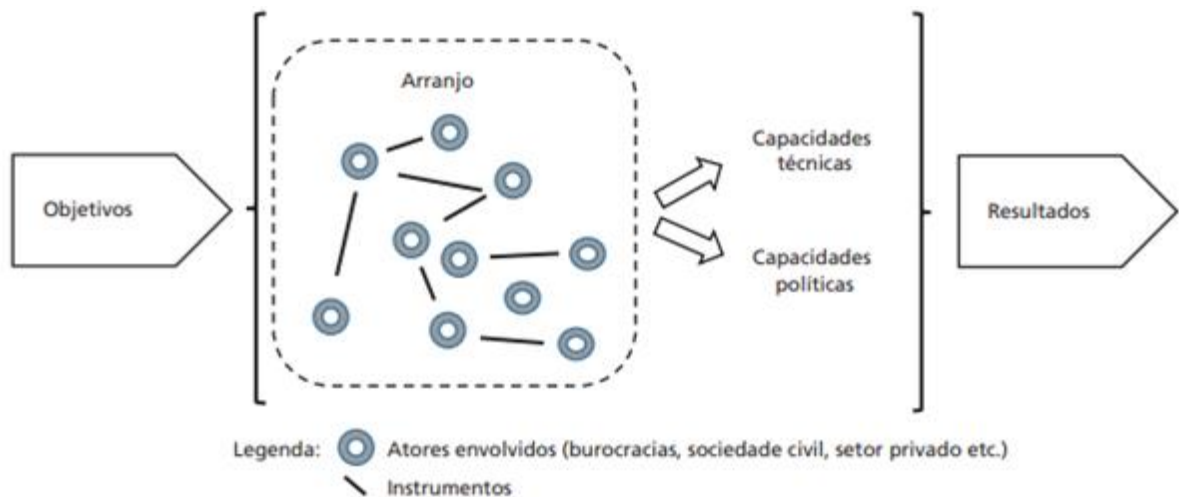 Arranjo
Objetivos
Capacidades
técnicas
Capacidades
políticas
Resultados
Legenda: Atores envolvidos (burocracias, sociedade civil, setor privado etc.)
Instrumentos